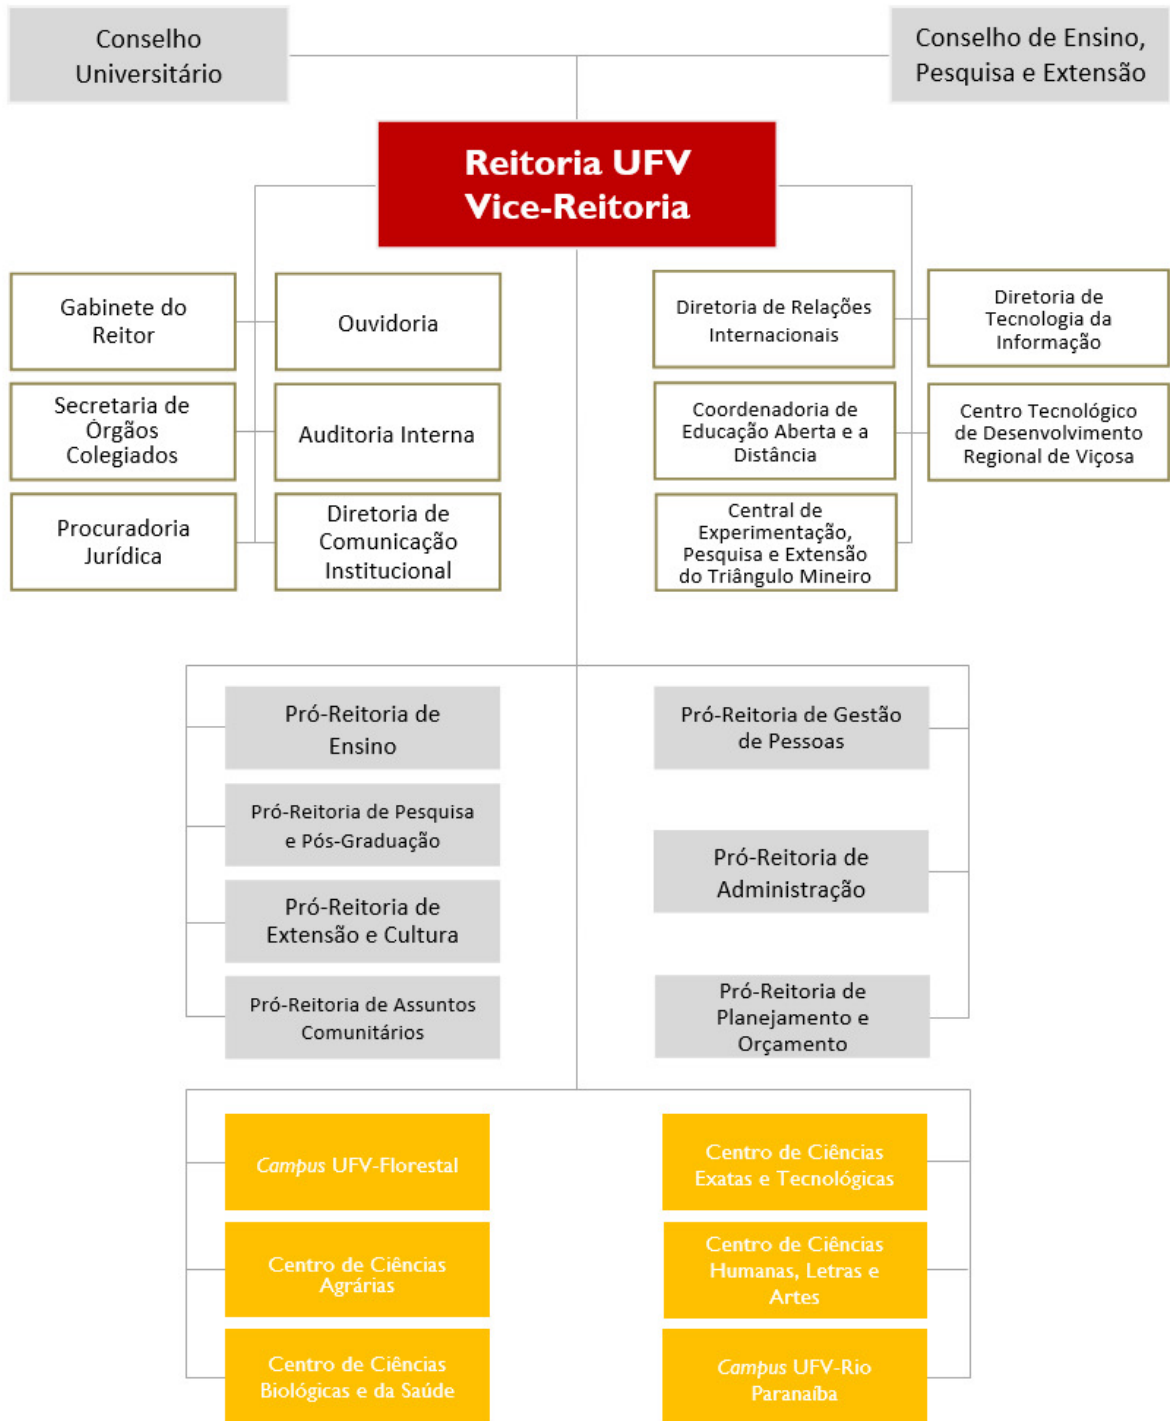 Conselho
Universitário
Conselho de Ensino,
Pesquisa e Extensão
Reitoria UFV
Vice-Reitoria
Gabinete do
Reitor
Ouvidoria
Diretoria de Relações
Internacionais
Diretoria de
Tecnologia da
Informação
Secretaria de
Órgãos
Colegiados
Auditoria Interna
Coordenadoria de
Educação Aberta e a
Distância
Centro Tecnológico
de Desenvolvimento
Regional de Viçosa
Procuradoria
Jurídica
Diretoria de
Comunicação
Institucional
Central de
Experimentação,
Pesquisa e Extensão
do Triângulo Mineiro
Pró-Reitoria de
Ensino
Pró-Reitoria de Pesquisa
e Pós-Graduação
Pró-Reitoria de
Extensão e Cultura
Pró-Reitoria de Assuntos
Comunitários
Pró-Reitoria de Gestão
de Pessoas
Pró-Reitoria de
Administração
Pró-Reitoria de
Planejamento e
Orçamento
Campus UFV-Florestal
Centro de Ciências
Agrárias
Centro de Ciências
Biológicas e da Saúde
Centro de Ciências
Exatas e Tecnológicas
Centro de Ciências
Humanas, Letras e
Artes
Campus UFV-Rio
Paranaíba